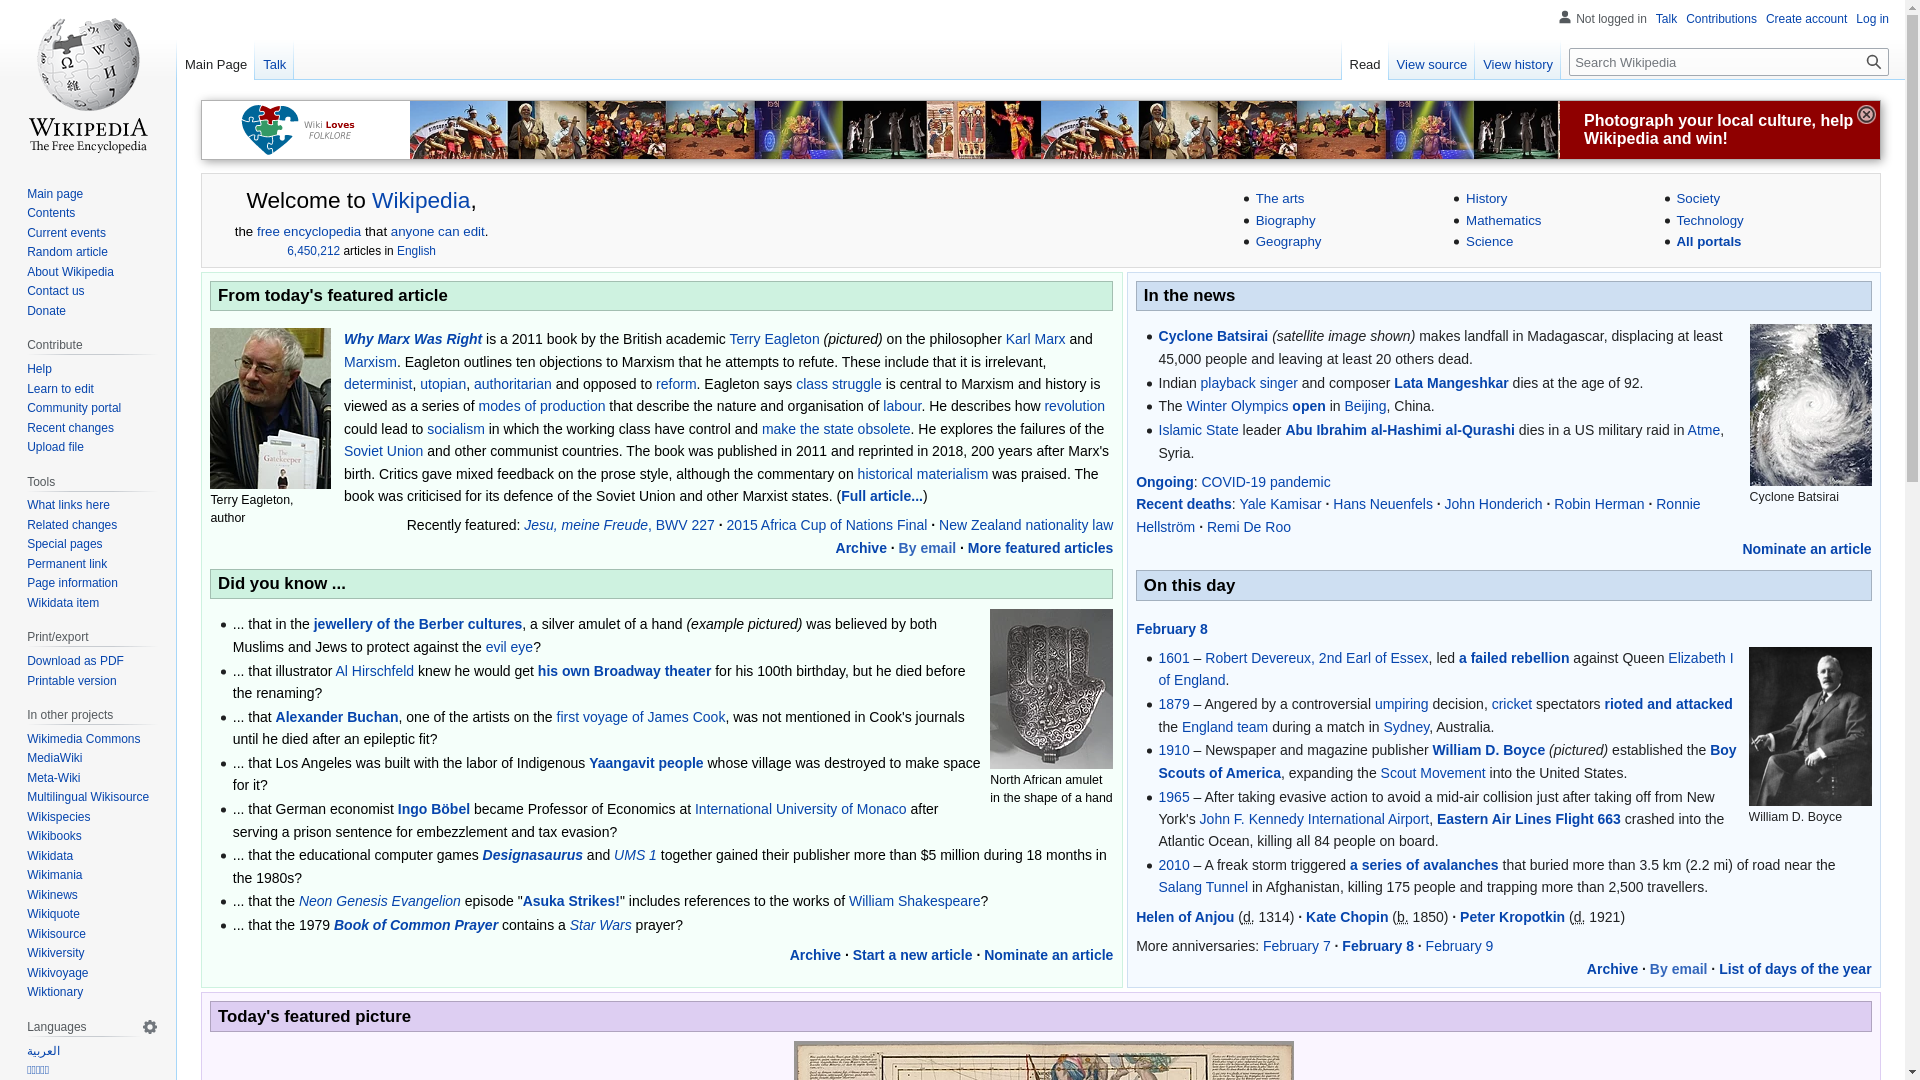 Not logged in Talk Contributions Create account Log in
Main Page Talk Read View source View history Search Wikipedia
WIKIPEDIA
The Free Encyclopedia
Main page
Contents
Current events
Random article
About Wikipedia
Contact us
Donate
Contribute
Help
Learn to edit
Community portal
Recent changes
Upload file
Tools
What links here
Related changes
Special pages
Permanent link
Page information
Wikidata item
Print/export
Download as PDF
Printable version
In other projects
Wikimedia Commons
MediaWiki
Meta-Wiki
Multilingual Wikisource
Wikispecies
Wikibooks
Wikidata
Wikimania
Wikinews
Wikiquote
Wikisource
Wikiversity
Wikivoyage
Wiktionary
Languages
العربية
Wiki Loves
FOLKLORE
Photograph your local culture, help
Wikipedia and win!
Welcome to Wikipedia,
the free encyclopedia that anyone can edit.
6,450,212 articles in English
The arts
Biography
Geography
History
Mathematics
Science
Society
Technology
All portals
From today's featured article
Terry Eagleton,
author
Why Marx Was Right is a 2011 book by the British academic Terry Eagleton (pictured) on the philosopher Karl Marx and
Marxism. Eagleton outlines ten objections to Marxism that he attempts to refute. These include that it is irrelevant,
determinist, utopian, authoritarian and opposed to reform. Eagleton says class struggle is central to Marxism and history is
viewed as a series of modes of production that describe the nature and organisation of labour. He describes how revolution
could lead to socialism in which the working class have control and make the state obsolete. He explores the failures of the
Soviet Union and other communist countries. The book was published in 2011 and reprinted in 2018, 200 years after Marx's
birth. Critics gave mixed feedback on the prose style, although the commentary on historical materialism was praised. The
book was criticised for its defence of the Soviet Union and other Marxist states. (Full article...)
Recently featured: Jesu, meine Freude, BWV 227 · 2015 Africa Cup of Nations Final · New Zealand nationality law
Archive · By email · More featured articles
Did you know ...
... that in the jewellery of the Berber cultures, a silver amulet of a hand (example pictured) was believed by both
Muslims and Jews to protect against the evil eye?
... that illustrator Al Hirschfeld knew he would get his own Broadway theater for his 100th birthday, but he died before
the renaming?
... that Alexander Buchan, one of the artists on the first voyage of James Cook, was not mentioned in Cook's journals
until he died after an epileptic fit?
... that Los Angeles was built with the labor of Indigenous Yaangavit people whose village was destroyed to make space
for it?
... that German economist Ingo Böbel became Professor of Economics at International University of Monaco after
serving a prison sentence for embezzlement and tax evasion?
... that the educational computer games Designasaurus and UMS 1 together gained their publisher more than $5 million during 18 months in
the 1980s?
... that the Neon Genesis Evangelion episode "Asuka Strikes!" includes references to the works of William Shakespeare?
... that the 1979 Book of Common Prayer contains a Star Wars prayer?
North African amulet
in the shape of a hand
Archive · Start a new article · Nominate an article
In the news
Cyclone Batsirai (satellite image shown) makes landfall in Madagascar, displacing at least
45,000 people and leaving at least 20 others dead.
Indian playback singer and composer Lata Mangeshkar dies at the age of 92.
The Winter Olympics open in Beijing, China.
Islamic State leader Abu Ibrahim al-Hashimi al-Qurashi dies in a US military raid in Atme,
Syria.
Cyclone Batsirai
Ongoing: COVID-19 pandemic
Recent deaths: Yale Kamisar · Hans Neuenfels · John Honderich · Robin Herman · Ronnie
Hellström · Remi De Roo
Nominate an article
On this day
February 8
1601 – Robert Devereux, 2nd Earl of Essex, led a failed rebellion against Queen Elizabeth I
of England.
1879 – Angered by a controversial umpiring decision, cricket spectators rioted and attacked
the England team during a match in Sydney, Australia.
1910 – Newspaper and magazine publisher William D. Boyce (pictured) established the Boy
Scouts of America, expanding the Scout Movement into the United States.
1965 – After taking evasive action to avoid a mid-air collision just after taking off from New
York's John F. Kennedy International Airport, Eastern Air Lines Flight 663 crashed into the
Atlantic Ocean, killing all 84 people on board.
2010 – A freak storm triggered a series of avalanches that buried more than 3.5 km (2.2 mi) of road near the
Salang Tunnel in Afghanistan, killing 175 people and trapping more than 2,500 travellers.
William D. Boyce
Helen of Anjou (d. 1314) · Kate Chopin (b. 1850) · Peter Kropotkin (d. 1921)
More anniversaries: February 7 · February 8 · February 9
Archive · By email · List of days of the year
Today's featured picture